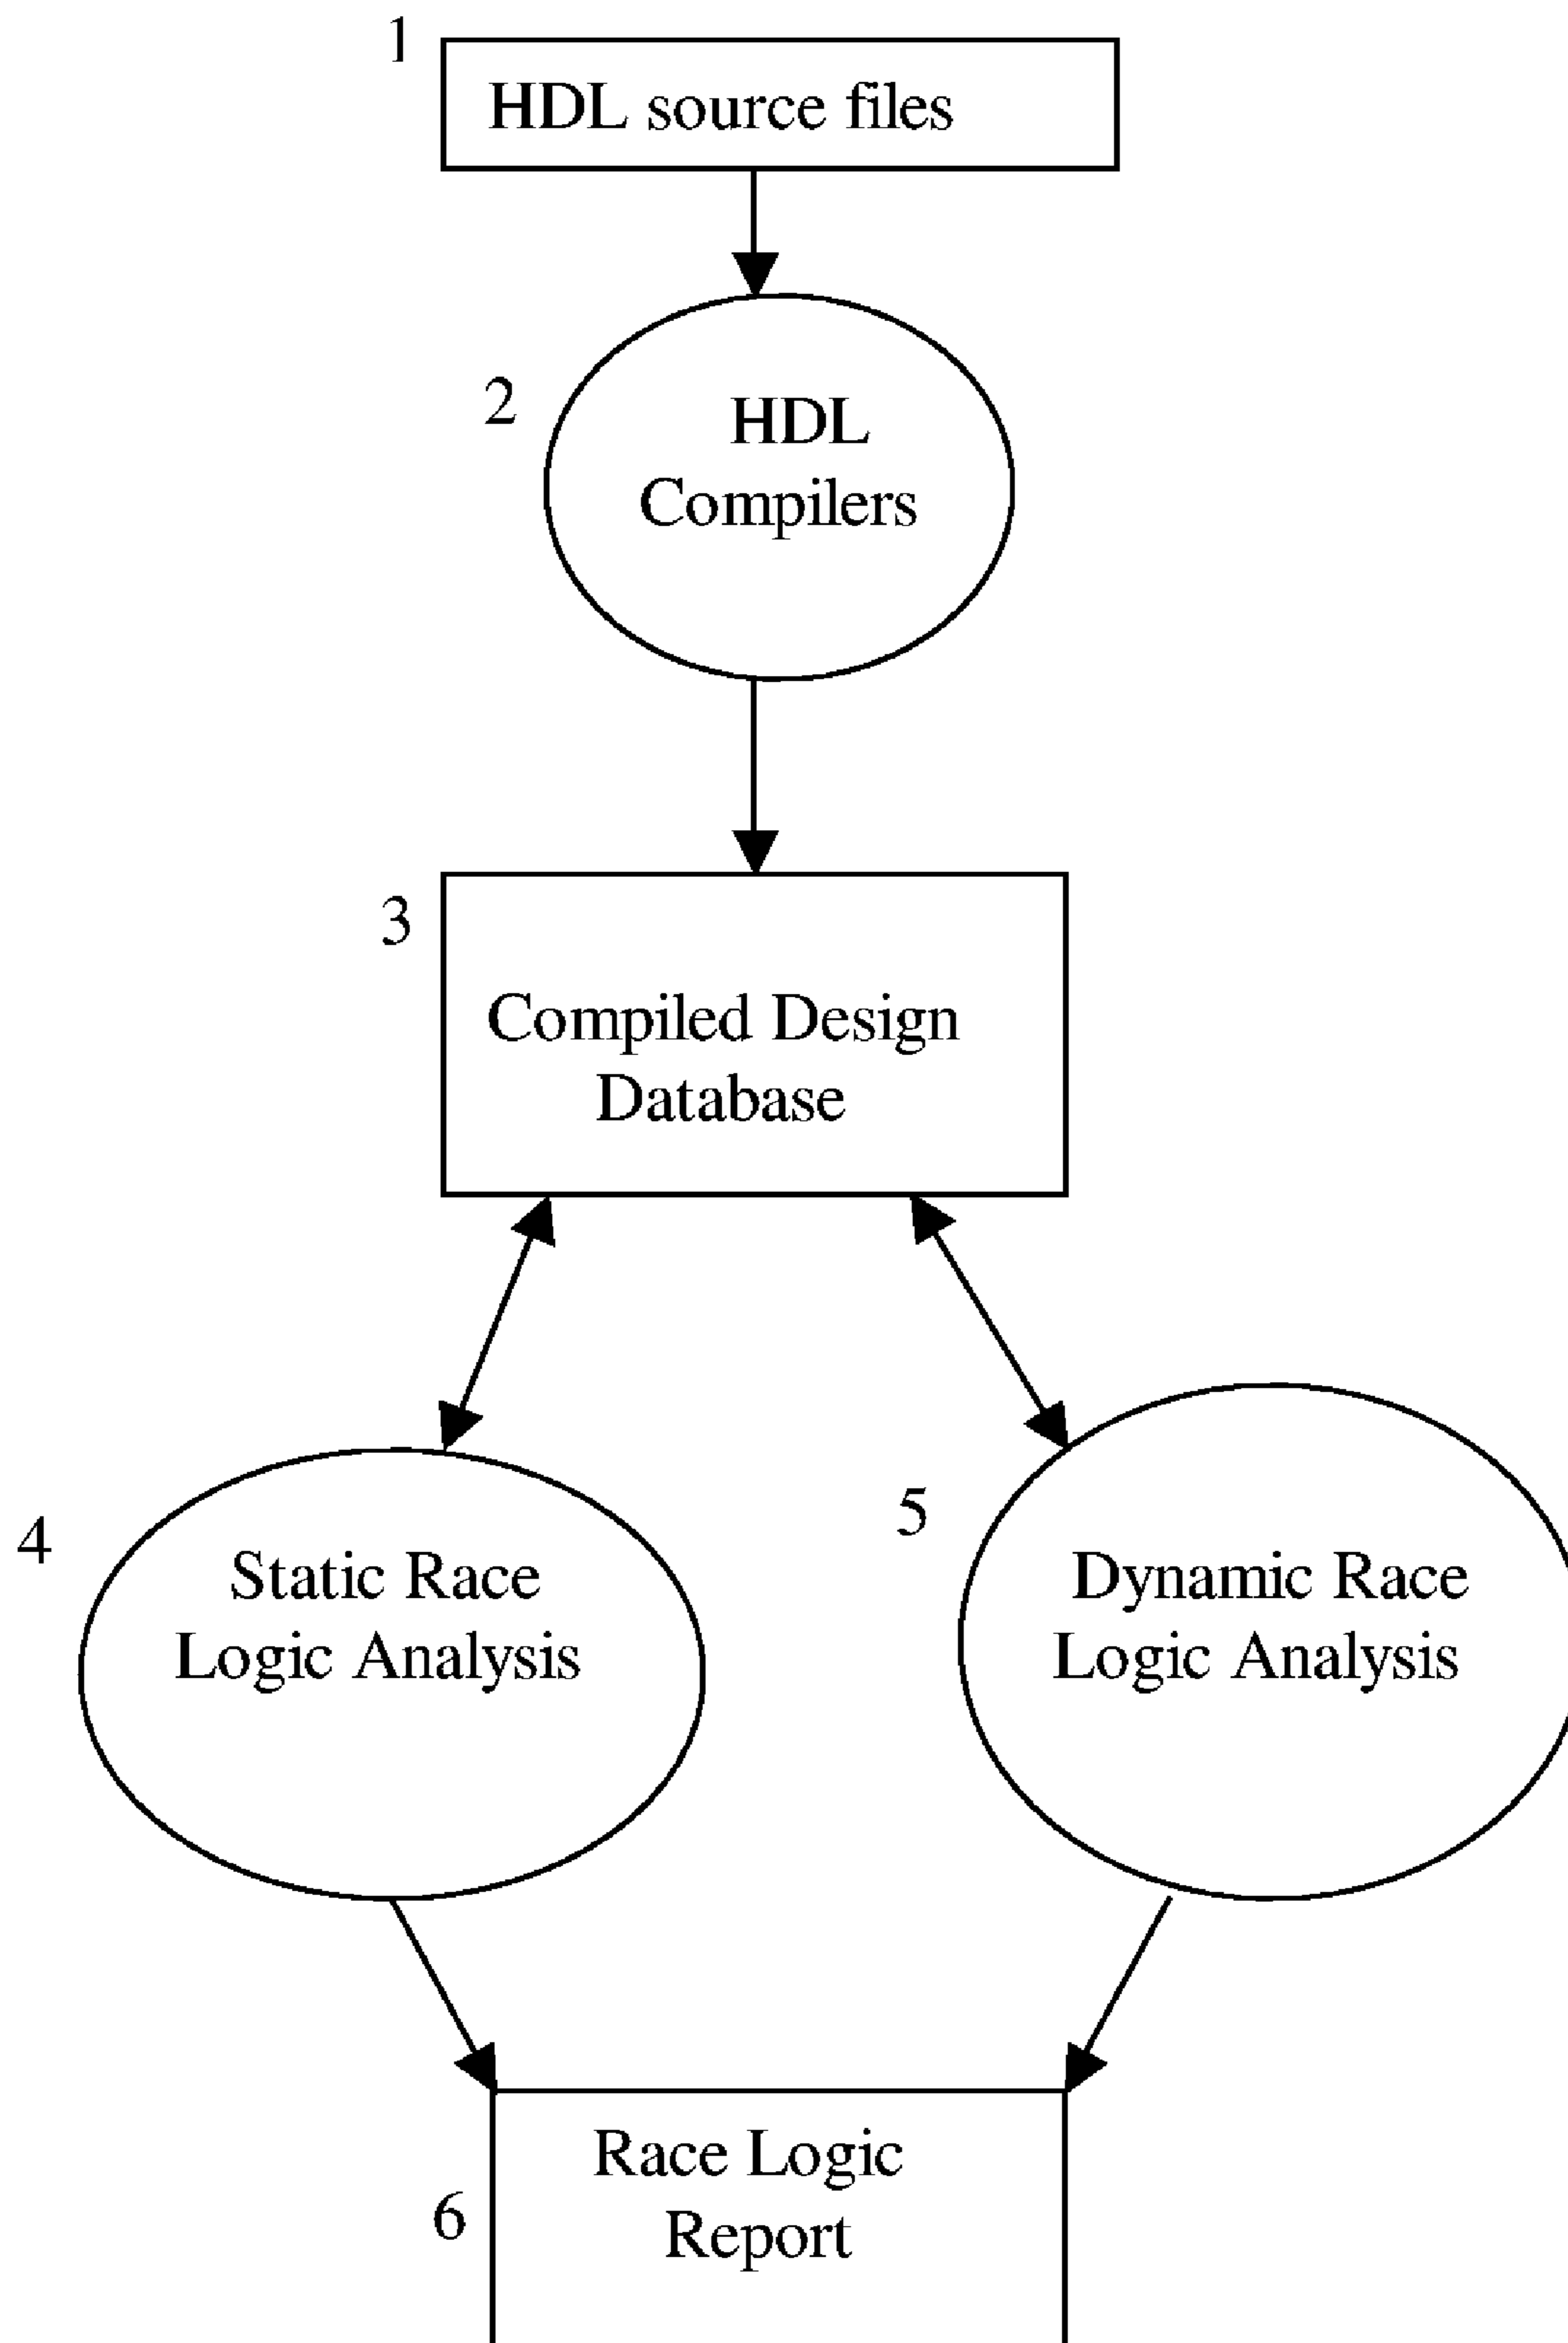 1
HDL source files
2
HDL
Compilers
3
Compiled Design
Database
4
Static Race
Logic Analysis
5
Dynamic Race
Logic Analysis
6
Race Logic
Report